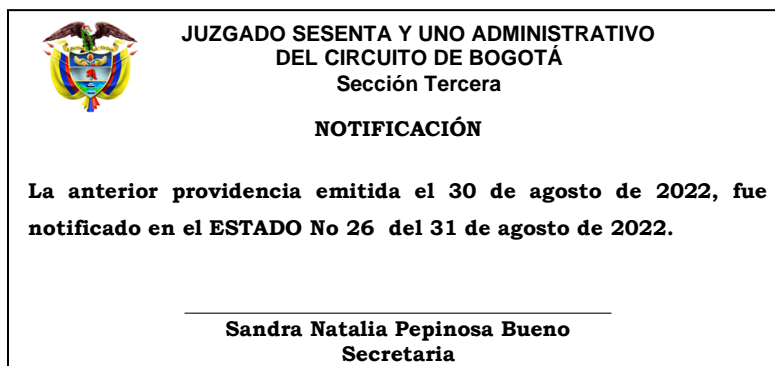 JUZGADO SESENTA Y UNO ADMINISTRATIVO
DEL CIRCUITO DE BOGOTÁ
Sección Tercera
NOTIFICACIÓN
La anterior providencia emitida el 30 de agosto de 2022, fue
notificado en el ESTADO No 26 del 31 de agosto de 2022.
Sandra Natalia Pepinosa Bueno
Secretaria